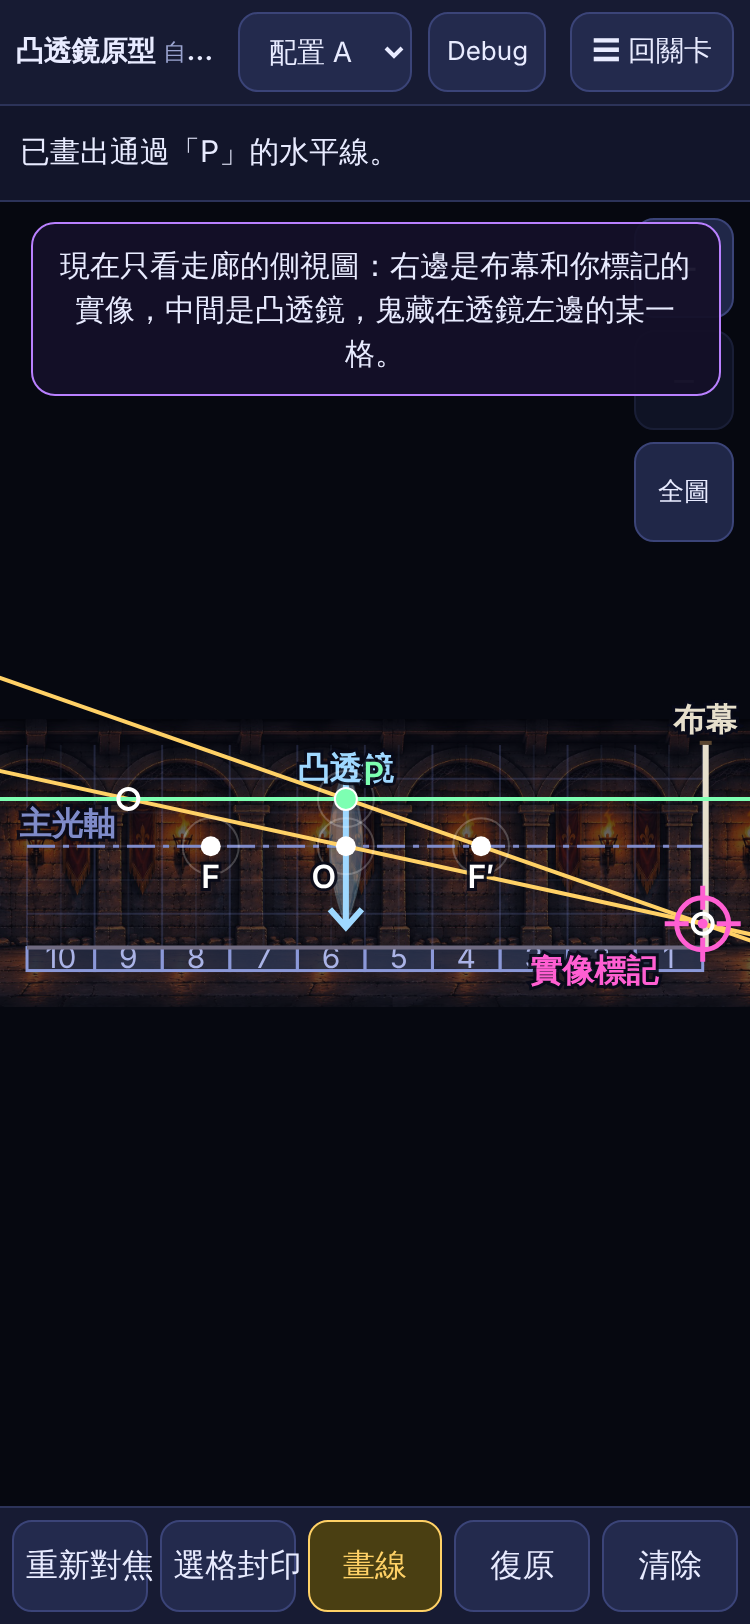 凸透鏡原型 自...
配置 A
Debug
☰ 回關卡
已畫出通過「P」的水平線。
現在只看走廊的側視圖：右邊是布幕和你標記的
實像，中間是凸透鏡，鬼藏在透鏡左邊的某一
格。
全圖
布幕
凸透鏡
P
主光軸
F
O
F′
10 9 8 7 6 5 4 1
實像標記
重新對焦
選格封印
畫線
復原
清除